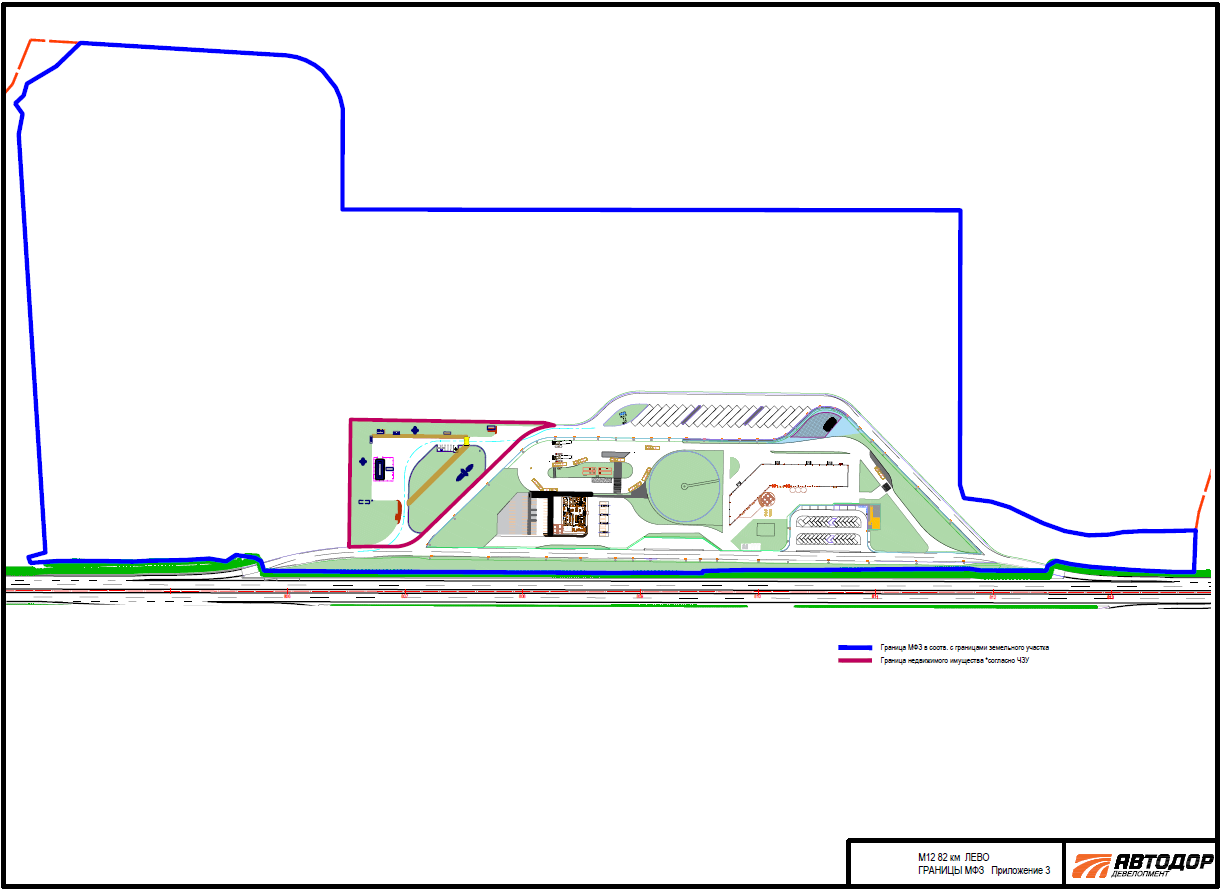 Граница МФЗ в соотв. с границами земельного участка
Граница недвижимого имущества *согласно ЧЗУ
М12 82 км ЛЕВО
ГРАНИЦЫ МФЗ Приложение 3
АВТОДОР
ДЕВЕЛОПМЕНТ